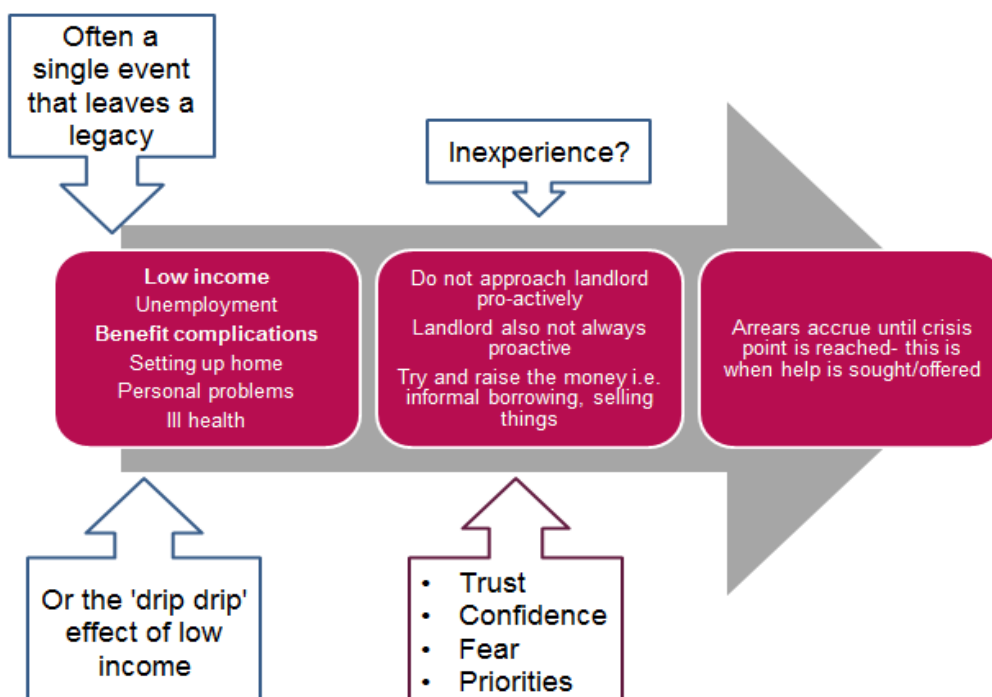 Often a
single event
that leaves a
legacy
Inexperience?
Low income
Unemployment
Benefit complications
Setting up home
Personal problems
Ill health
Do not approach landlord
pro-actively
Landlord also not always
proactive
Try and raise the money i.e.
informal borrowing, selling
things
Arrears accrue until crisis
point is reached- this is
when help is sought/offered
Or the 'drip drip'
effect of low
income
• Trust
• Confidence
• Fear
• Priorities